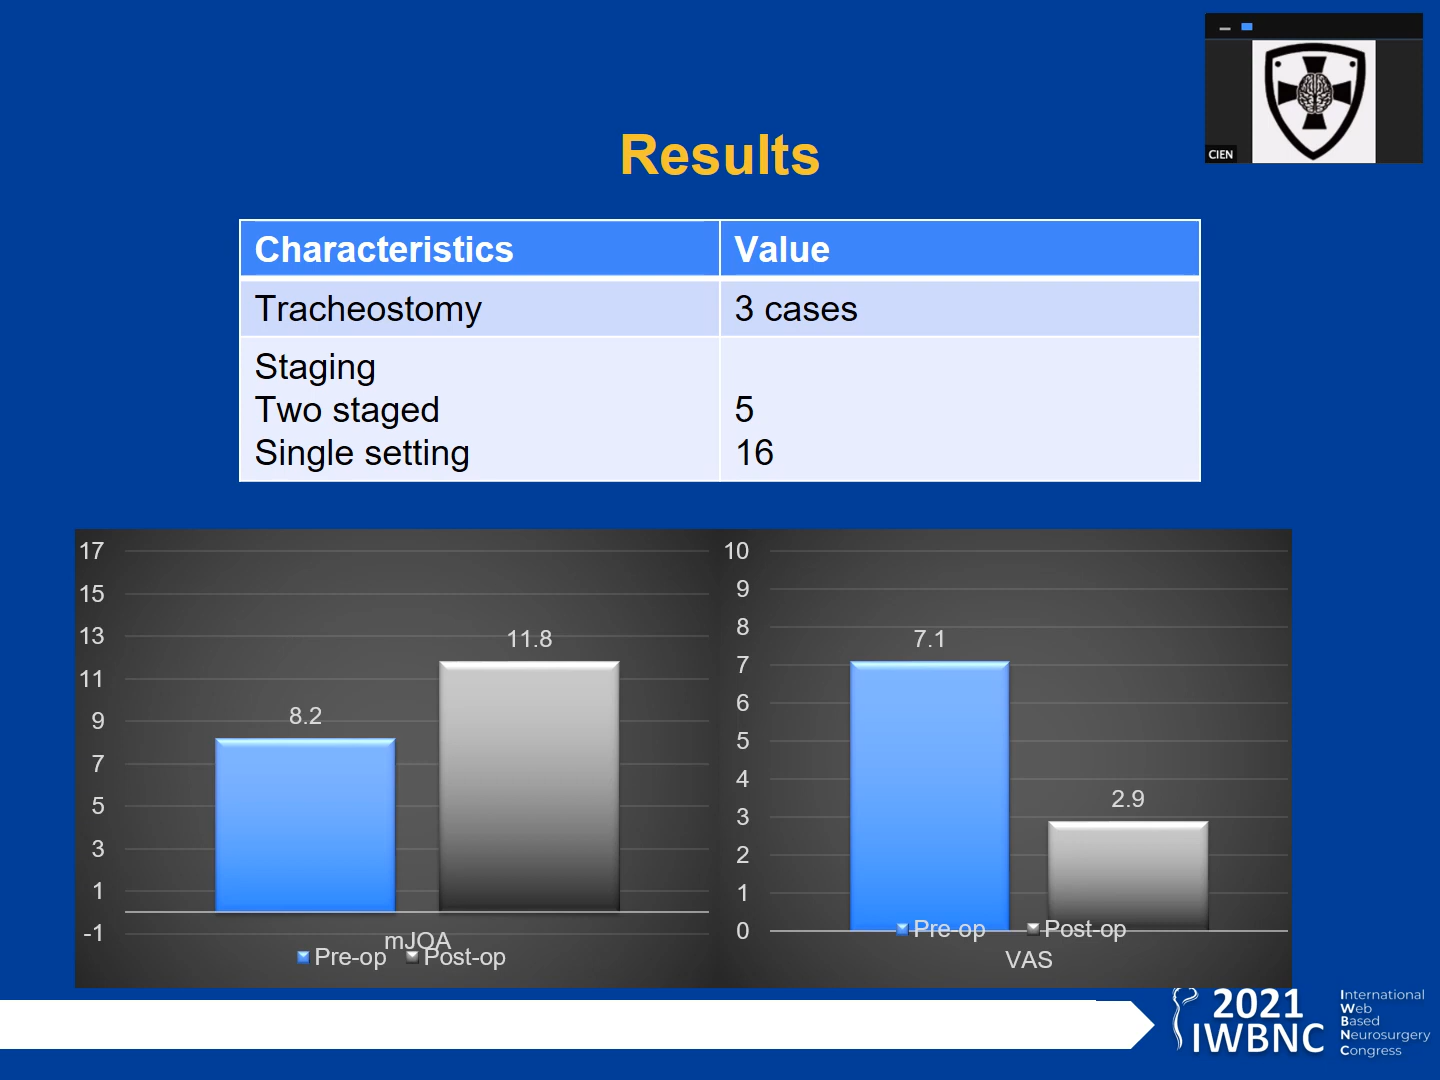 CIEN
Results
Characteristics Value
Tracheostomy 3 cases
Staging
Two staged 5
Single setting 16
17
15
13
11
9
7
5
3
1
-1
8.2
11.8
mJOA
Pre-op Post-op
10
9
8
7
6
5
4
3
2
1
0
7.1
2.9
Pre-op Post-op
VAS
2021
IWBNC
International
Web
Based
Neurosurgery
Congress